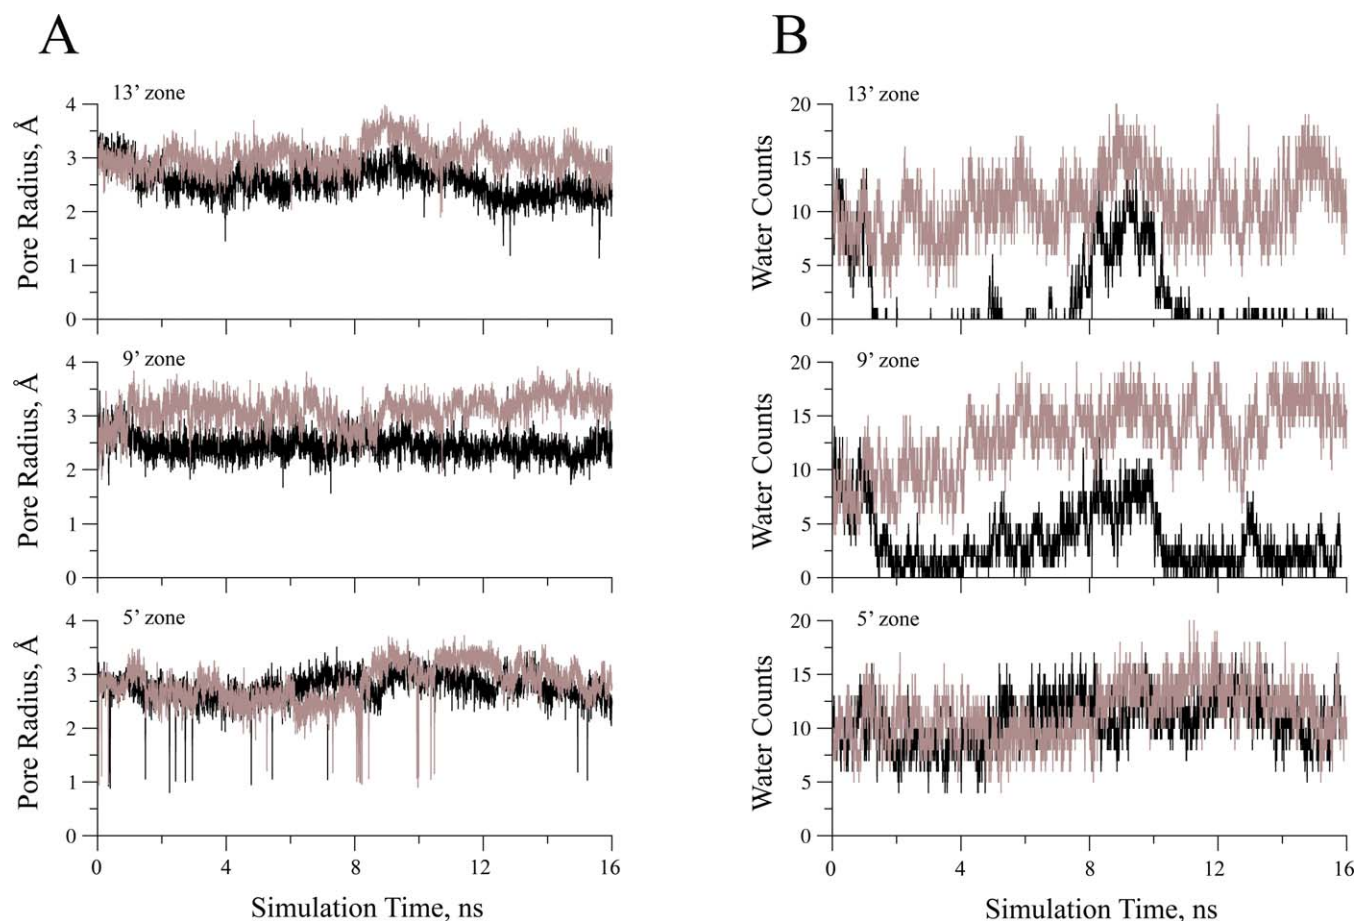 A
13’ zone
Pore Radius, Å
4
3
2
1
0
9’ zone
Pore Radius, Å
4
3
2
1
0
5’ zone
Pore Radius, Å
4
3
2
1
0
0 4 8 12 16
Simulation Time, ns
B
13’ zone
Water Counts
20
15
10
5
0
9’ zone
Water Counts
20
15
10
5
0
5’ zone
Water Counts
20
15
10
5
0
0 4 8 12 16
Simulation Time, ns